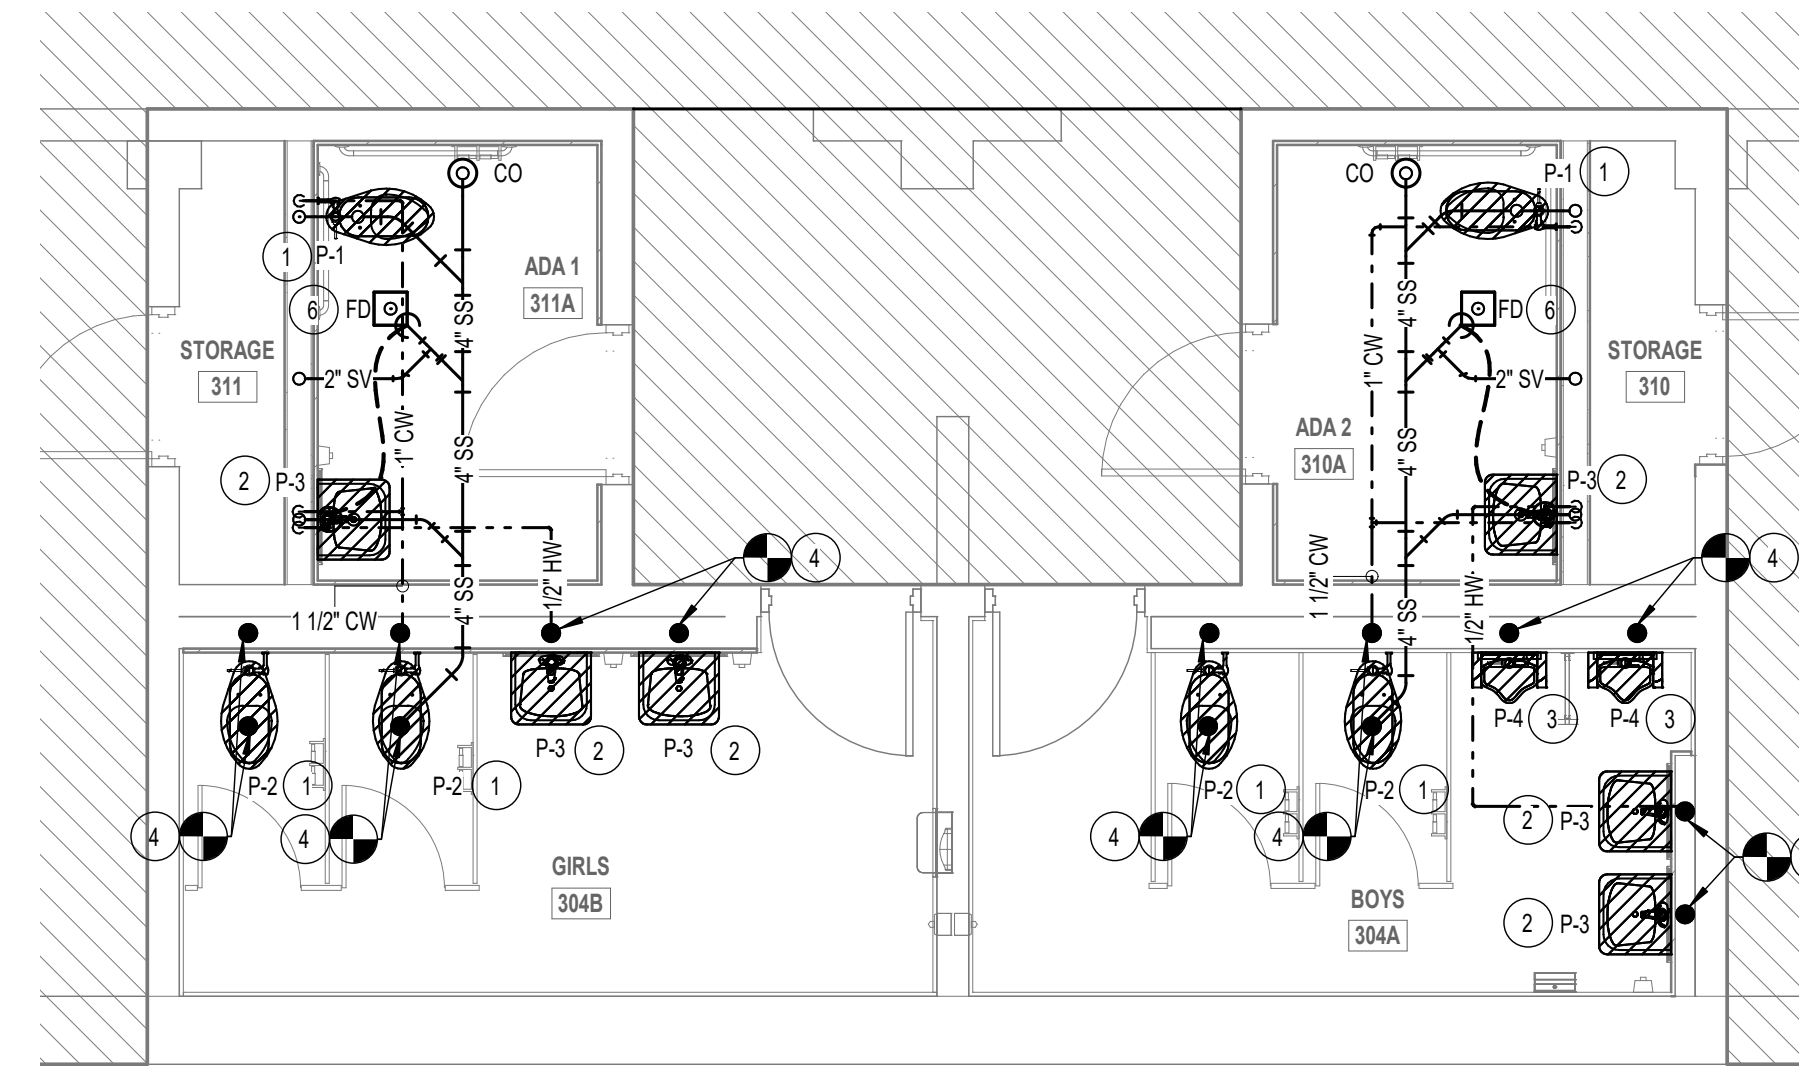 CO
CO
P-1
1
1
P-1
ADA 1
311A
6
FD
4" SS
4" SS
FD
6
STORAGE
311
2" SV
1" CW
2" SV
STORAGE
310
1" CW
4" SS
ADA 2
310A
4" SS
2
P-3
P-3
2
4
4
1/2" HW
1 1/2" CW
1 1/2" CW
4" SS
4" SS
1/2" HW
P-3
2
P-3
2
P-4
3
P-4
3
P-2
1
P-2
1
P-2
1
P-2
1
4
4
4
4
2
P-3
GIRLS
304B
BOYS
304A
2
P-3